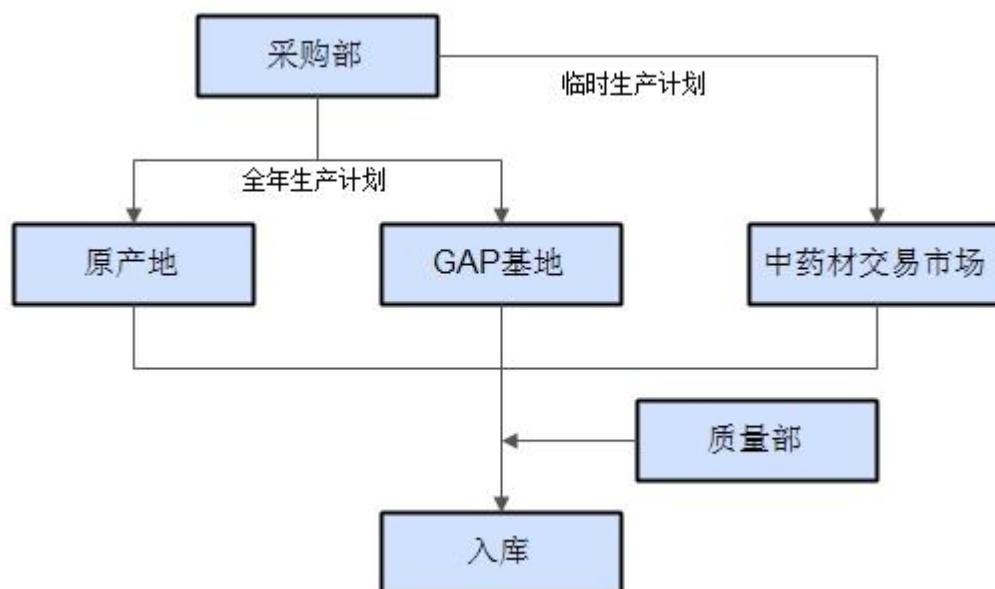 采购部
临时生产计划
全年生产计划
原产地
GAP基地
中药材交易市场
质量部
入库